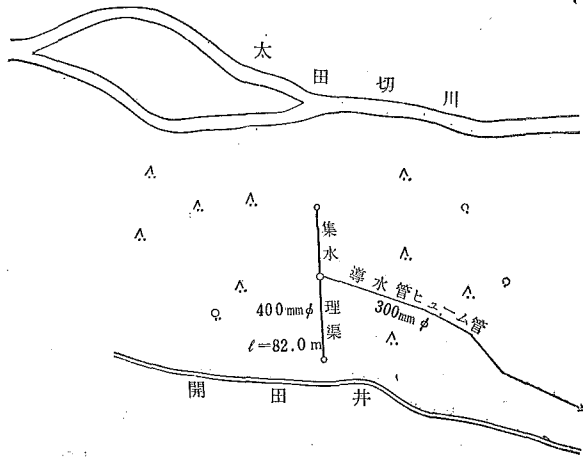 太田切川
集水理渠
400mmφ
l=82.0m
導水管ヒューム管
300mmφ
開田井